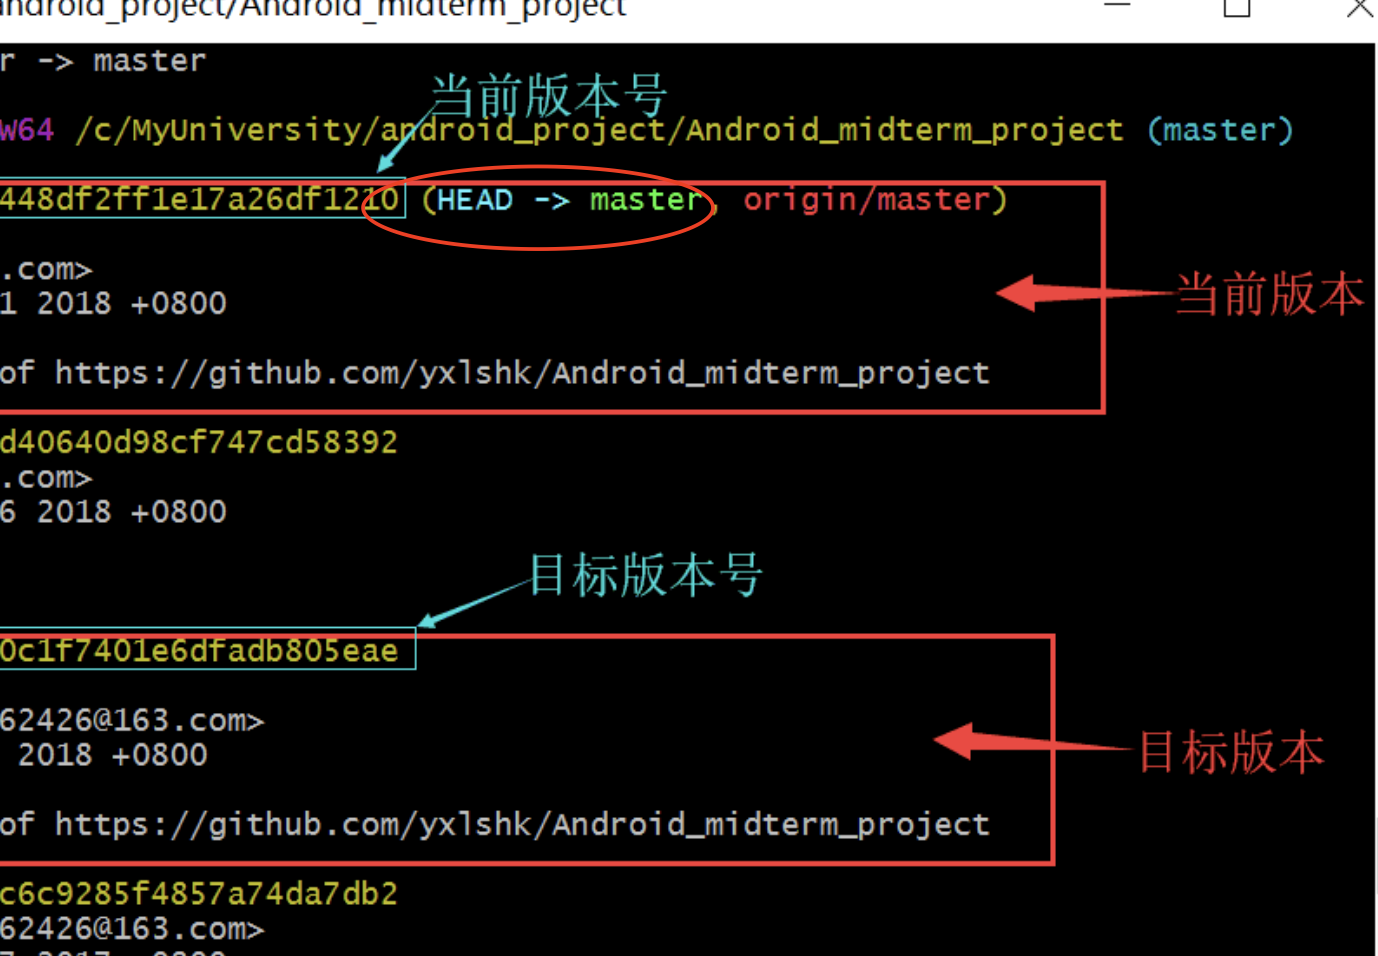 android_project/Android_midterm_project
r -> master
当前版本号
W64 /c/MyUniversity/android_project/Android_midterm_project (master)
448df2ff1e17a26df1210 (HEAD -> master, origin/master)
.com>
1 2018 +0800
当前版本
of https://github.com/yxlshk/Android_midterm_project
d40640d98cf747cd58392
.com>
6 2018 +0800
目标版本号
0c1f7401e6dfadb805eae
62426@163.com>
2018 +0800
目标版本
of https://github.com/yxlshk/Android_midterm_project
c6c9285f4857a74da7db2
62426@163.com>